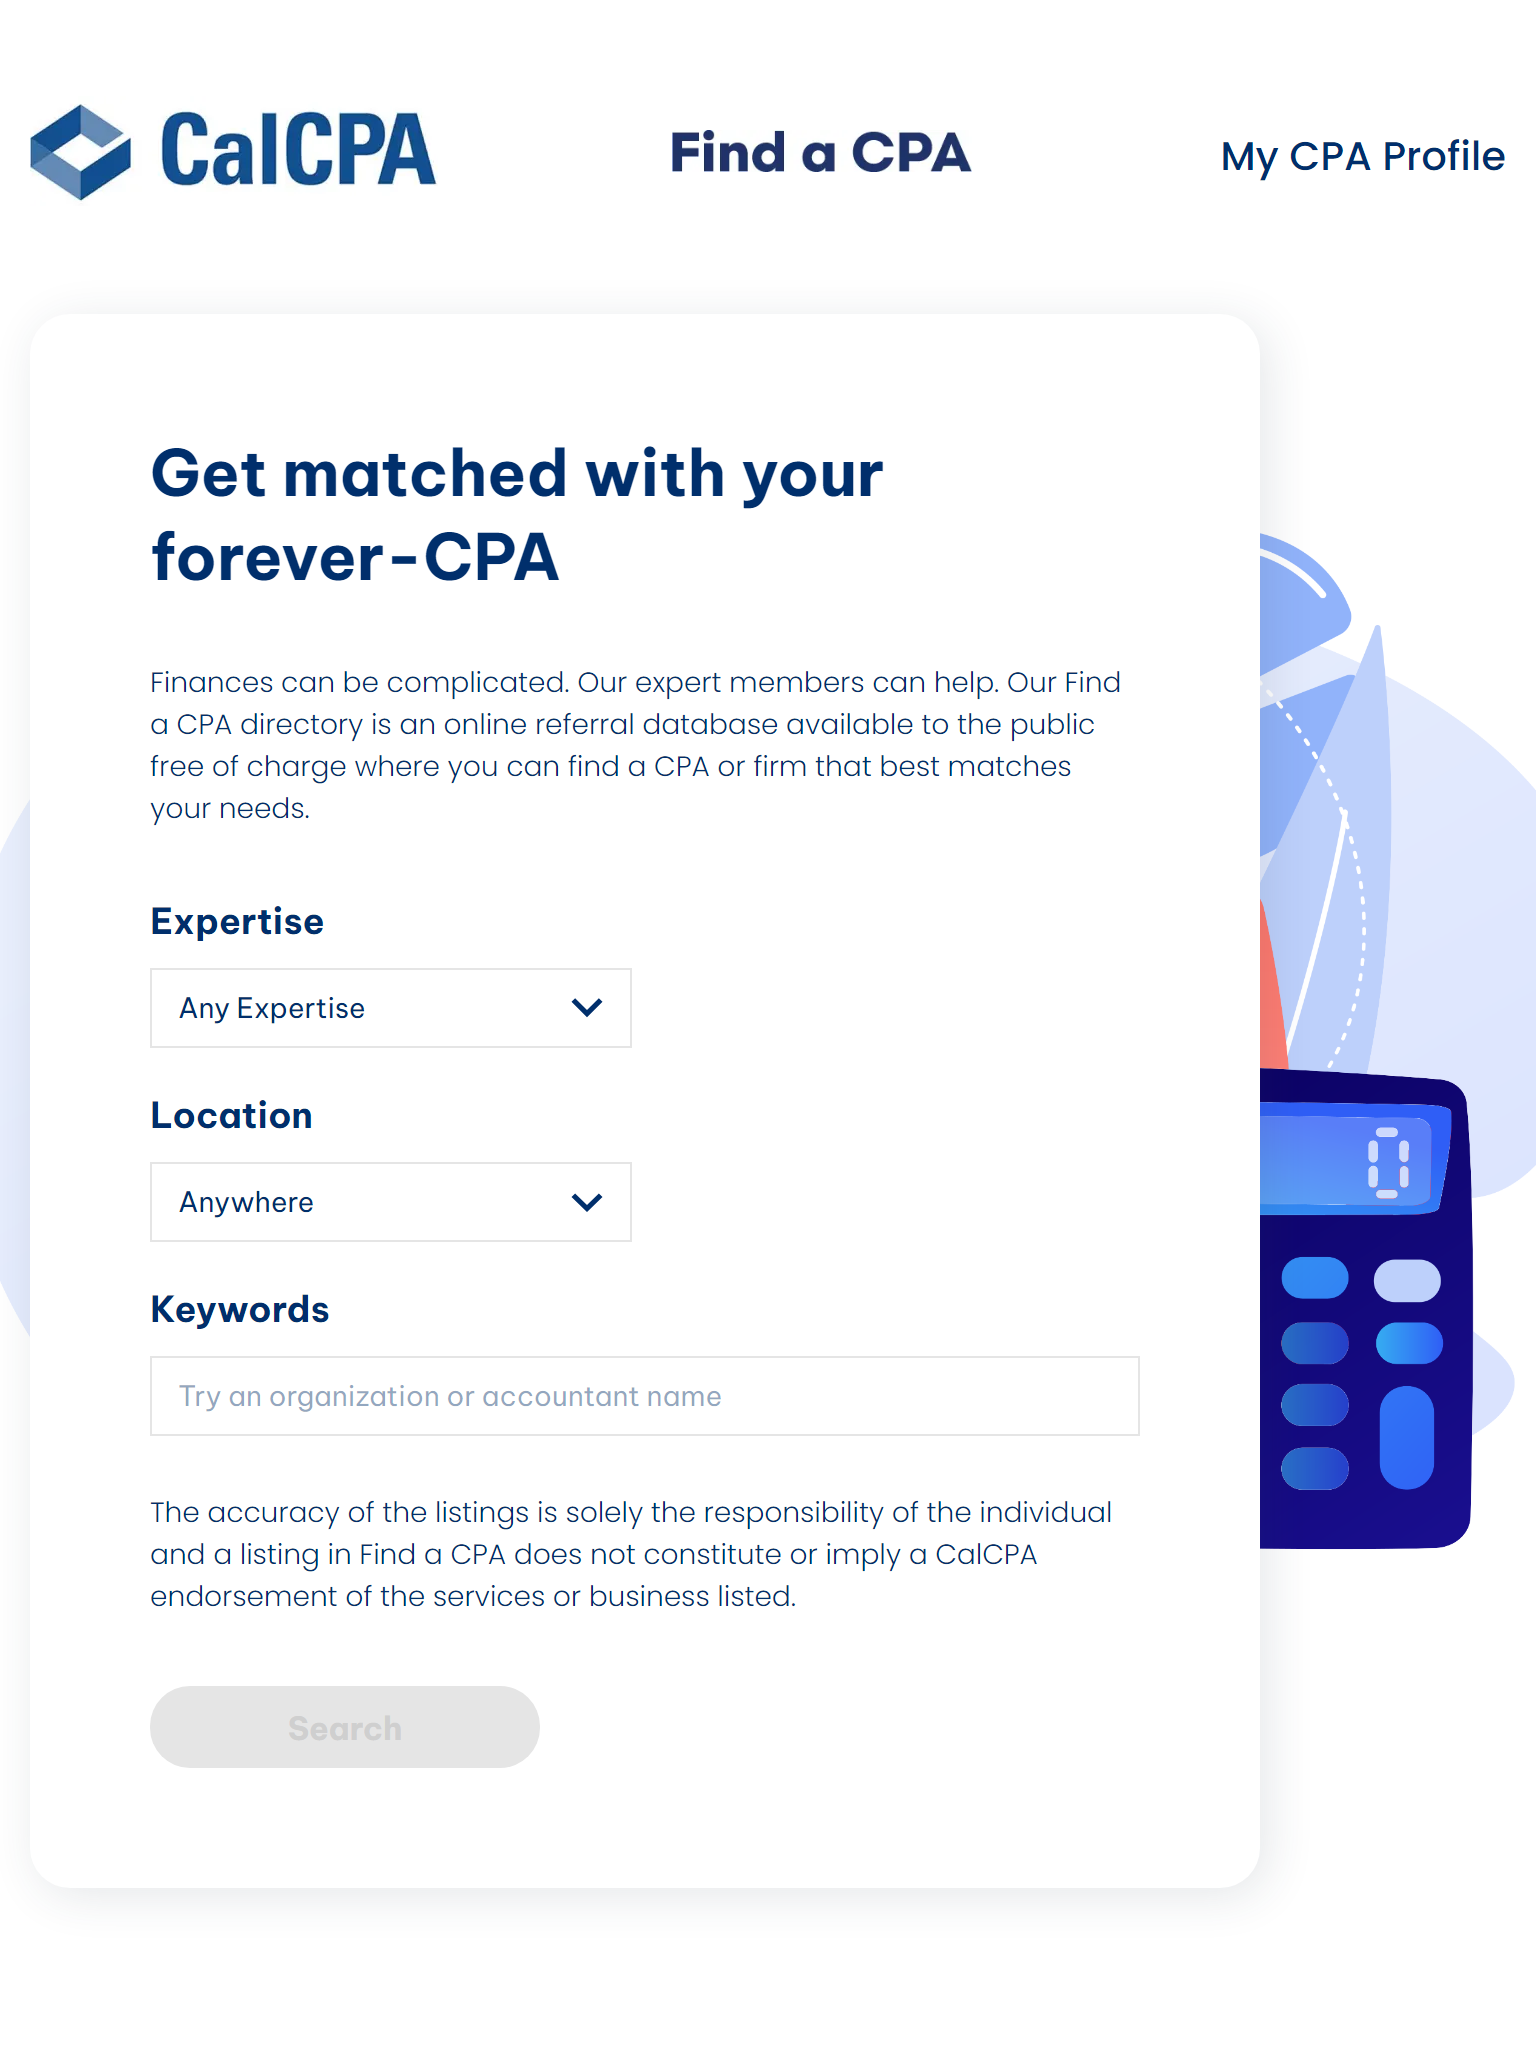 CalCPA
Find a CPA
My CPA Profile
Get matched with your
forever-CPA
Finances can be complicated. Our expert members can help. Our Find
a CPA directory is an online referral database available to the public
free of charge where you can find a CPA or firm that best matches
your needs.
Expertise
Any Expertise
Location
Anywhere
Keywords
Try an organization or accountant name
The accuracy of the listings is solely the responsibility of the individual
and a listing in Find a CPA does not constitute or imply a CalCPA
endorsement of the services or business listed.
Search
0